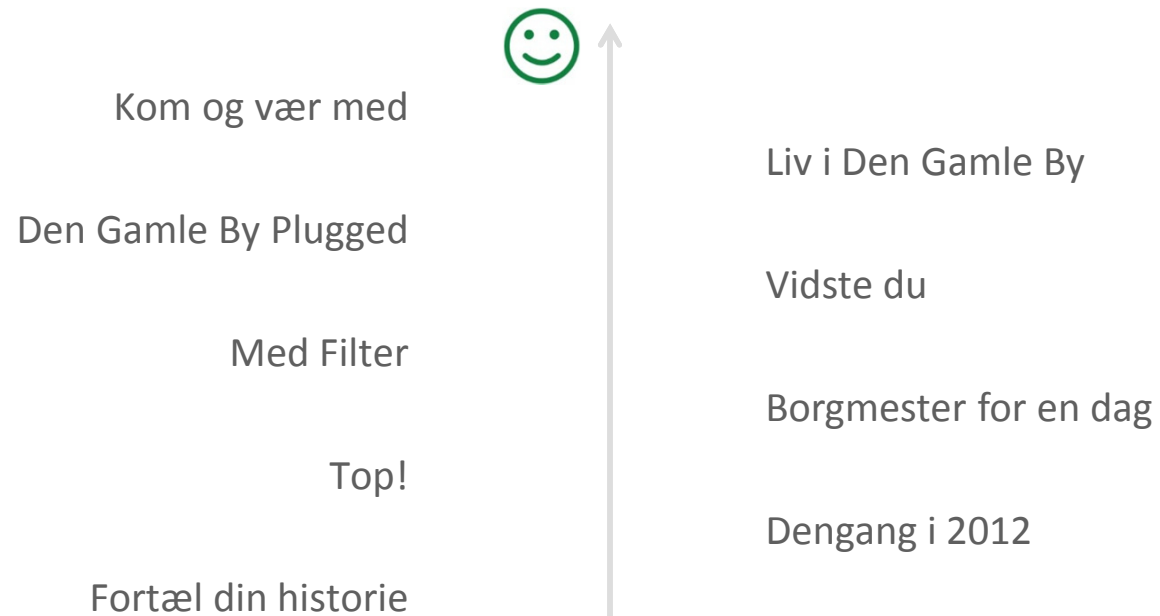 Kom og vær med
Liv i Den Gamle By
Den Gamle By Plugged
Vidste du
Med Filter
Borgmester for en dag
Top!
Dengang i 2012
Fortæl din historie